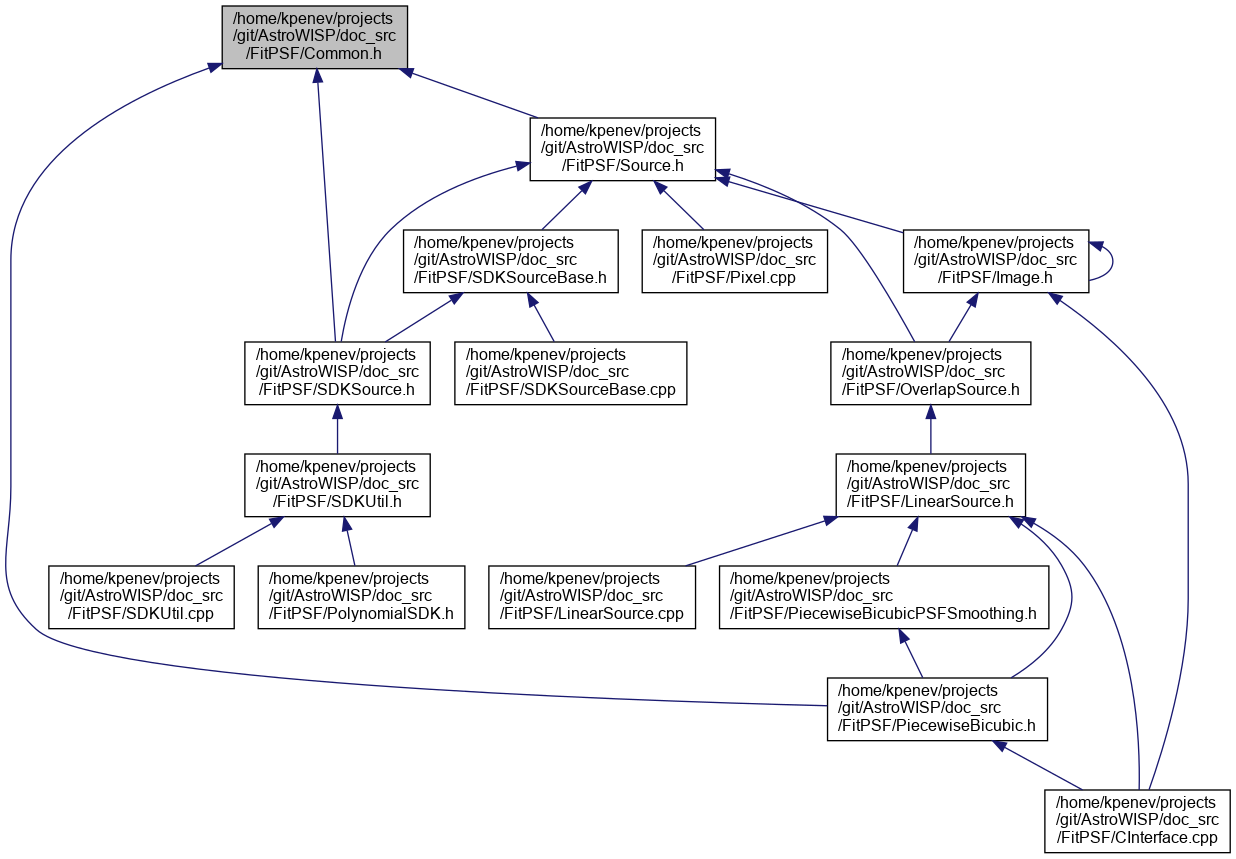 /home/kpenev/projects
/git/AstroWISP/doc_src
/FitPSF/Common.h
/home/kpenev/projects
/git/AstroWISP/doc_src
/FitPSF/Source.h
/home/kpenev/projects
/git/AstroWISP/doc_src
/FitPSF/SDKSourceBase.h
/home/kpenev/projects
/git/AstroWISP/doc_src
/FitPSF/Pixel.cpp
/home/kpenev/projects
/git/AstroWISP/doc_src
/FitPSF/Image.h
/home/kpenev/projects
/git/AstroWISP/doc_src
/FitPSF/SDKSource.h
/home/kpenev/projects
/git/AstroWISP/doc_src
/FitPSF/SDKSourceBase.cpp
/home/kpenev/projects
/git/AstroWISP/doc_src
/FitPSF/OverlapSource.h
/home/kpenev/projects
/git/AstroWISP/doc_src
/FitPSF/SDKUtil.h
/home/kpenev/projects
/git/AstroWISP/doc_src
/FitPSF/LinearSource.h
/home/kpenev/projects
/git/AstroWISP/doc_src
/FitPSF/SDKUtil.cpp
/home/kpenev/projects
/git/AstroWISP/doc_src
/FitPSF/PolynomialSDK.h
/home/kpenev/projects
/git/AstroWISP/doc_src
/FitPSF/LinearSource.cpp
/home/kpenev/projects
/git/AstroWISP/doc_src
/FitPSF/PiecewiseBicubicPSFSmoothing.h
/home/kpenev/projects
/git/AstroWISP/doc_src
/FitPSF/PiecewiseBicubic.h
/home/kpenev/projects
/git/AstroWISP/doc_src
/FitPSF/CInterface.cpp